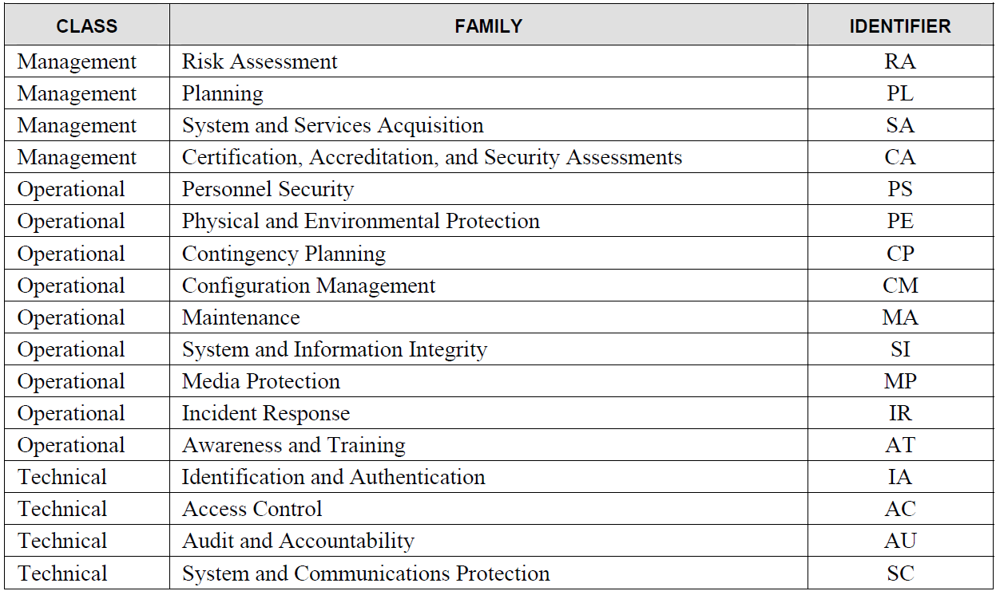 CLASS FAMILY IDENTIFIER
Management Risk Assessment RA
Management Planning PL
Management System and Services Acquisition SA
Management Certification, Accreditation, and Security Assessments CA
Operational Personnel Security PS
Operational Physical and Environmental Protection PE
Operational Contingency Planning CP
Operational Configuration Management CM
Operational Maintenance MA
Operational System and Information Integrity SI
Operational Media Protection MP
Operational Incident Response IR
Operational Awareness and Training AT
Technical Identification and Authentication IA
Technical Access Control AC
Technical Audit and Accountability AU
Technical System and Communications Protection SC